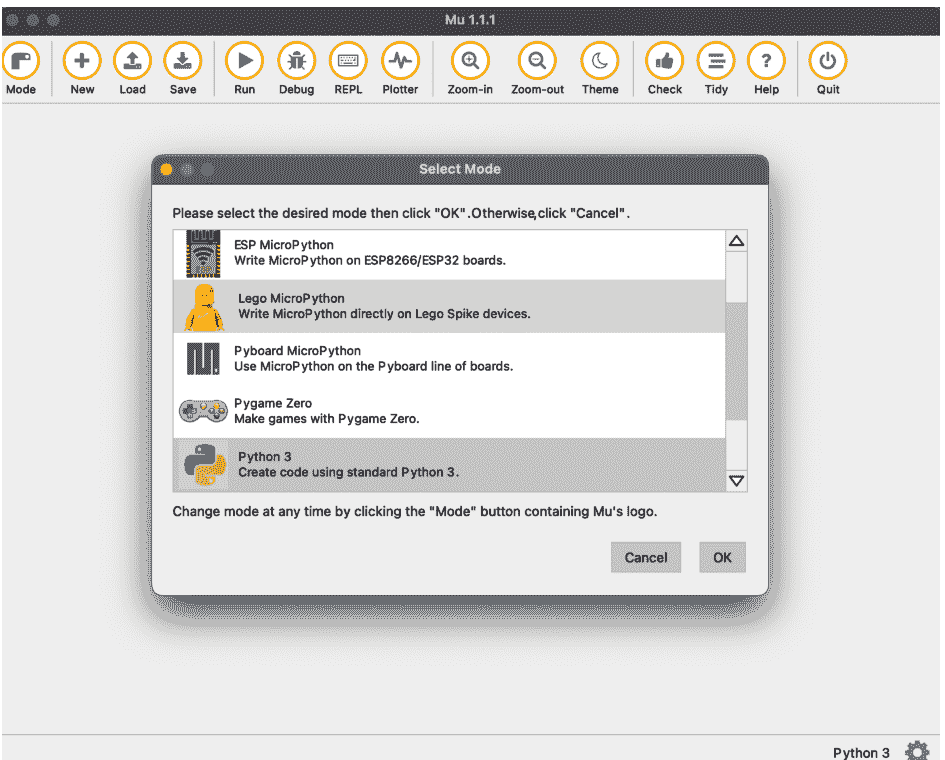 Mu 1.1.1
Mode New Load Save Run Debug REPL Plotter Zoom-in Zoom-out Theme Check Tidy Help Quit
Select Mode
Please select the desired mode then click "OK".Otherwise,click "Cancel".
ESP MicroPython
Write MicroPython on ESP8266/ESP32 boards.
Lego MicroPython
Write MicroPython directly on Lego Spike devices.
Pyboard MicroPython
Use MicroPython on the Pyboard line of boards.
Pygame Zero
Make games with Pygame Zero.
Python 3
Create code using standard Python 3.
Change mode at any time by clicking the "Mode" button containing Mu's logo.
Cancel OK
Python 3